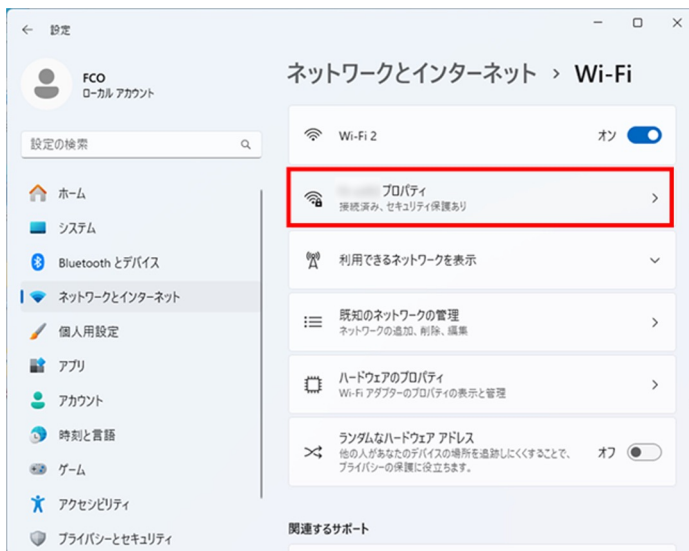 設定
FCO
ローカル アカウント
設定の検索
ホーム
システム
Bluetooth とデバイス
ネットワークとインターネット
個人用設定
アプリ
アカウント
時刻と言語
ゲーム
アクセシビリティ
プライバシーとセキュリティ
ネットワークとインターネット › Wi-Fi
Wi-Fi 2
オン
プロパティ
接続済み、セキュリティ保護あり
利用できるネットワークを表示
既知のネットワークの管理
ネットワークの追加、削除、編集
ハードウェアのプロパティ
Wi-Fi アダプターのプロパティの表示と管理
ランダムなハードウェア アドレス
他の人があなたのデバイスの場所を追跡しにくくすることで、
プライバシーの保護に役立ちます。
オフ
関連するサポート